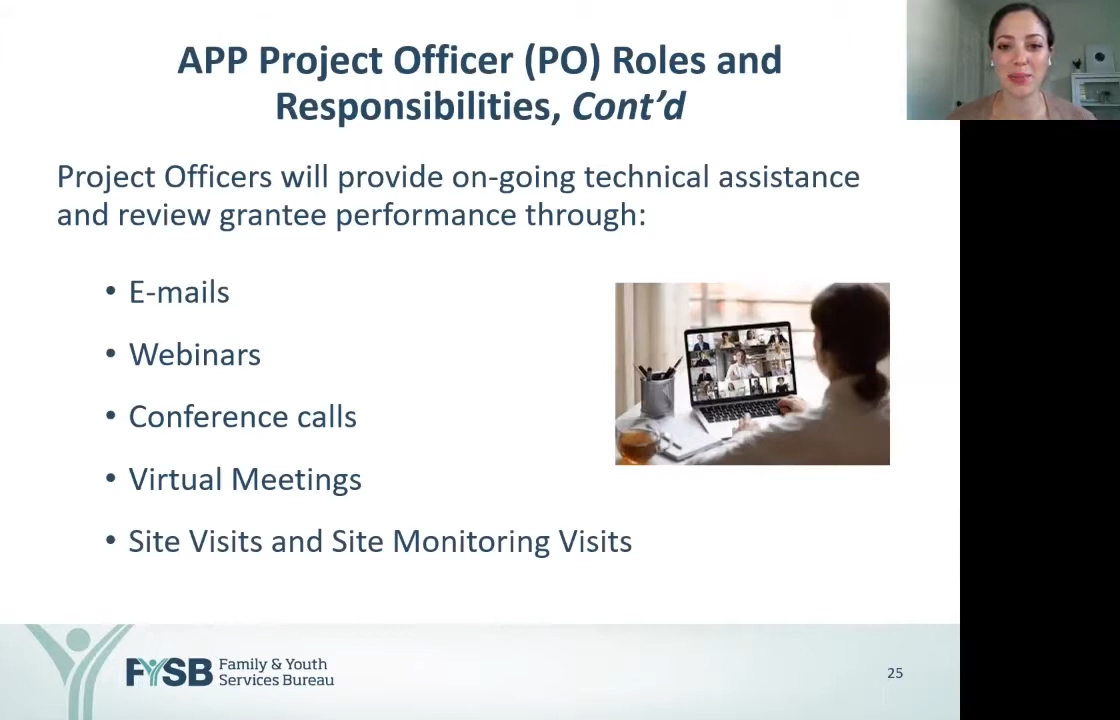 APP Project Officer (PO) Roles and
Responsibilities, Cont’d
Project Officers will provide on-going technical assistance
and review grantee performance through:
• E-mails
• Webinars
• Conference calls
• Virtual Meetings
• Site Visits and Site Monitoring Visits
FYSB Family & Youth
Services Bureau
25